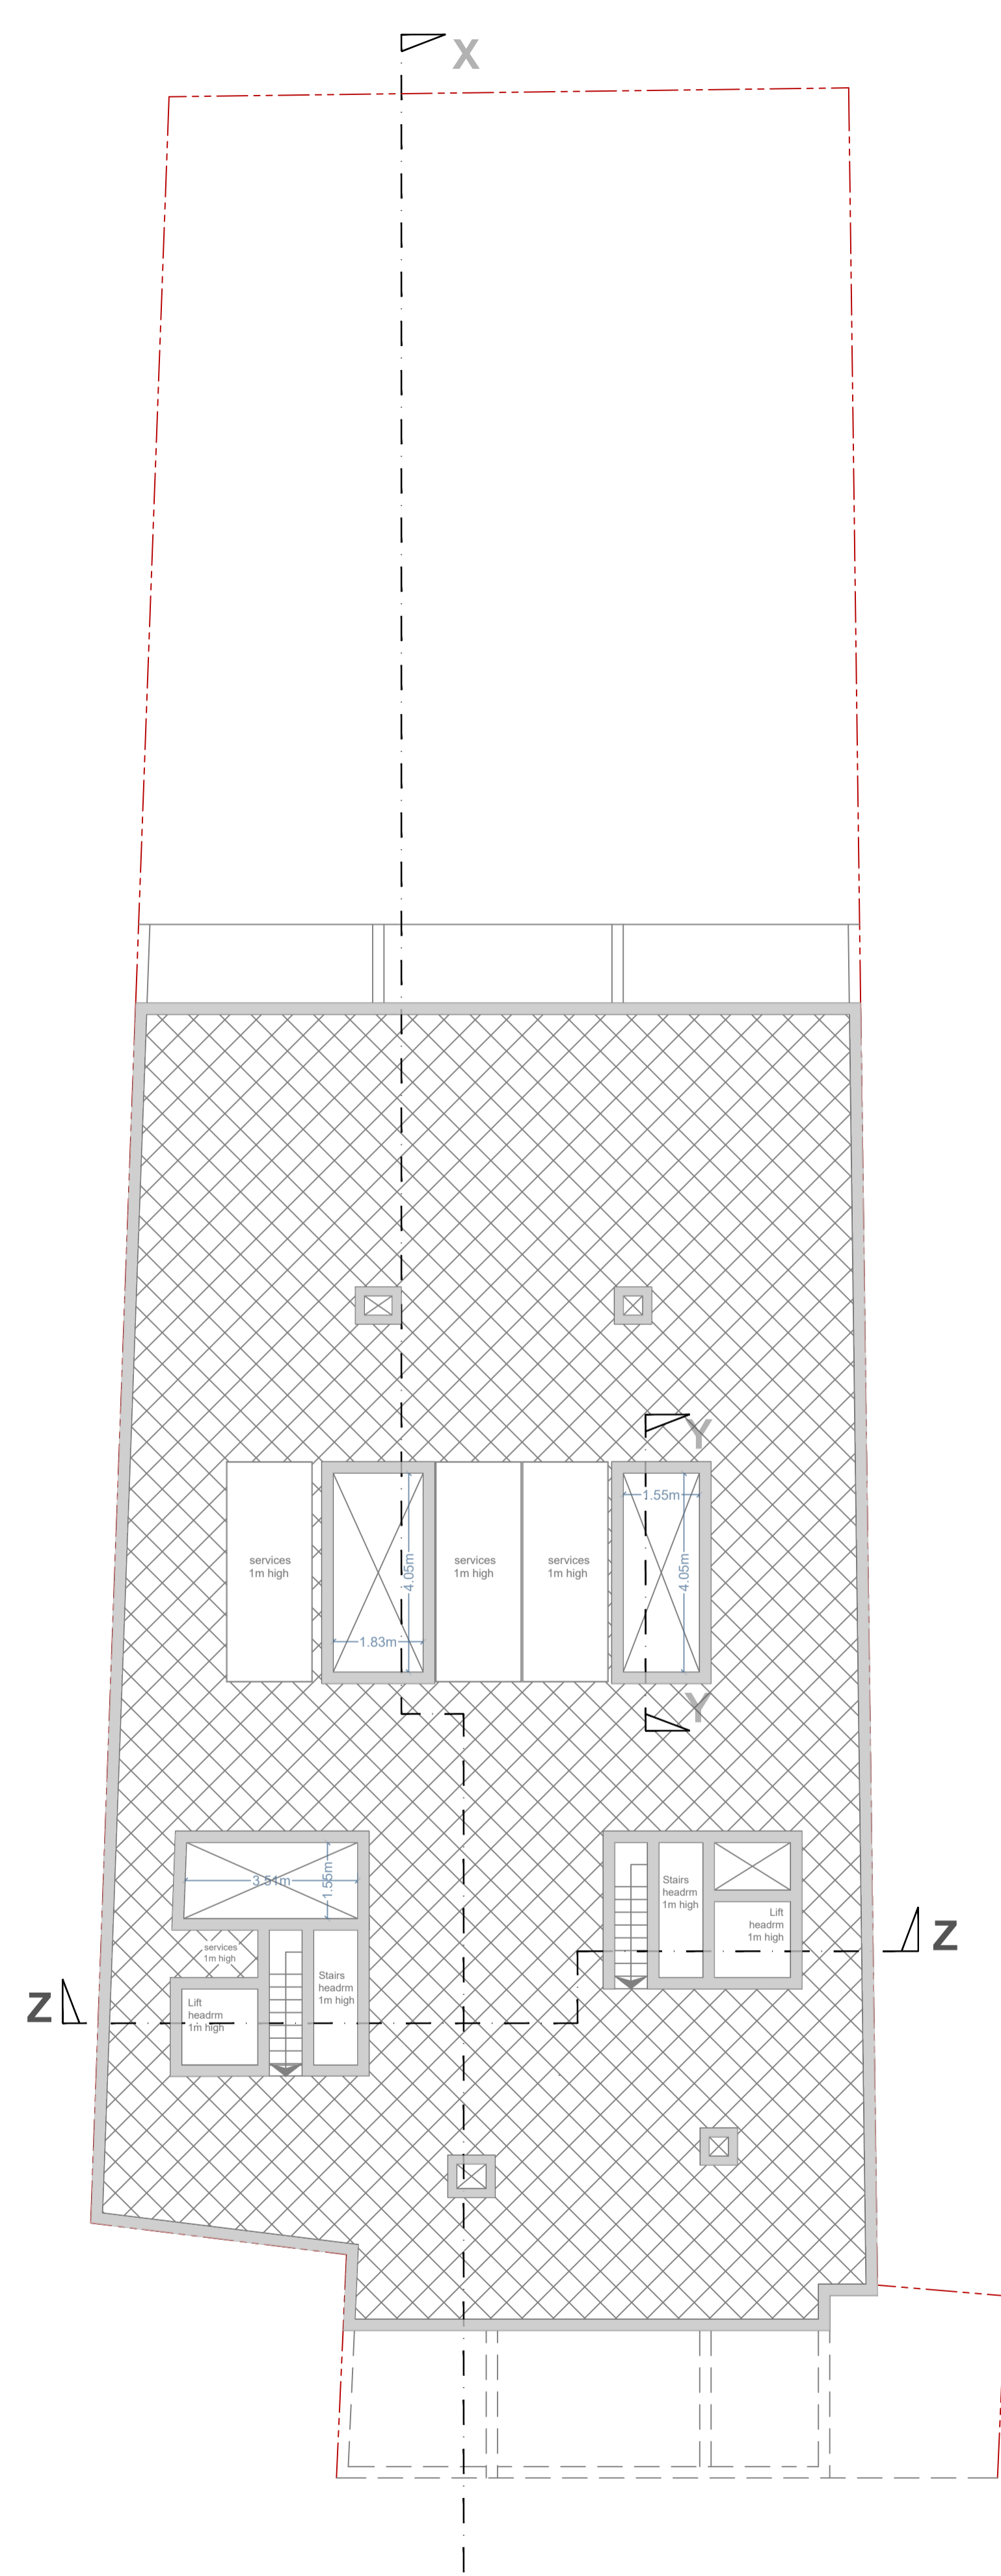 X
Y
1.55m
services
1m high
4.05m
services
1m high
services
1m high
4.05m
1.83m
Y
3.51m
1.55m
Stairs
headrm
1m high
Lift
headrm
1m high
services
1m high
Stairs
headrm
1m high
Lift
headrm
1m high
Z
Z